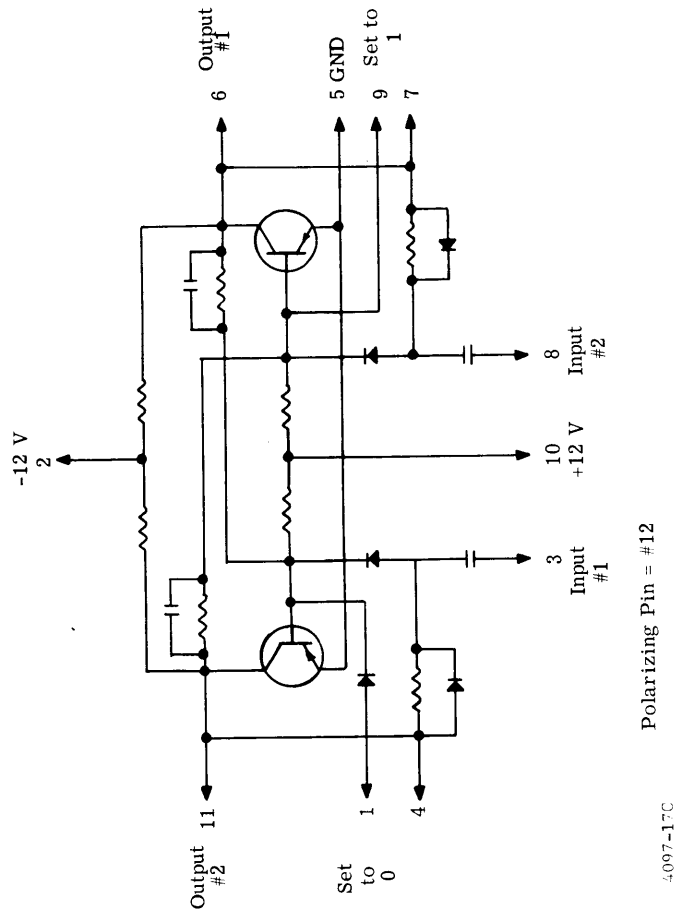 -12 V
2
Output
#2
11
6
Output
#1
5 GND
Set
to
0
1
9
Set to
1
4
7
3
Input
#1
10
+12 V
8
Input
#2
Polarizing Pin = #12
4097-17C